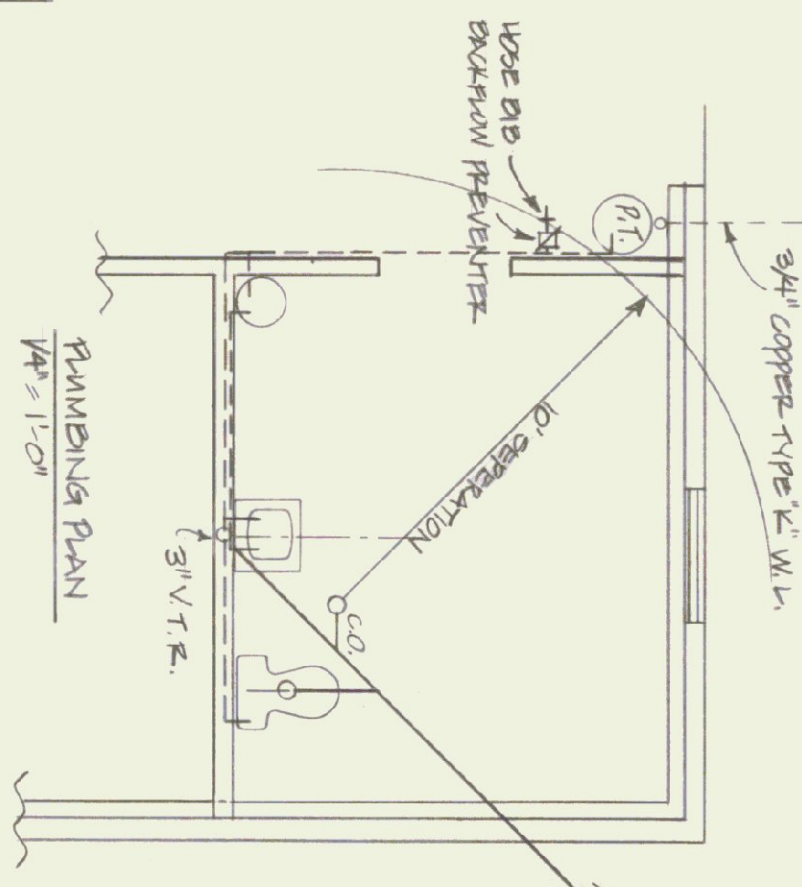 HOSE BIB
BACKFLOW PREVENTER
P.T.
3/4" COPPER TYPE "K" W.L.
10' SEPERATION
C.O.
3" V.T.R.
PLUMBING PLAN
1/4" = 1'-0"